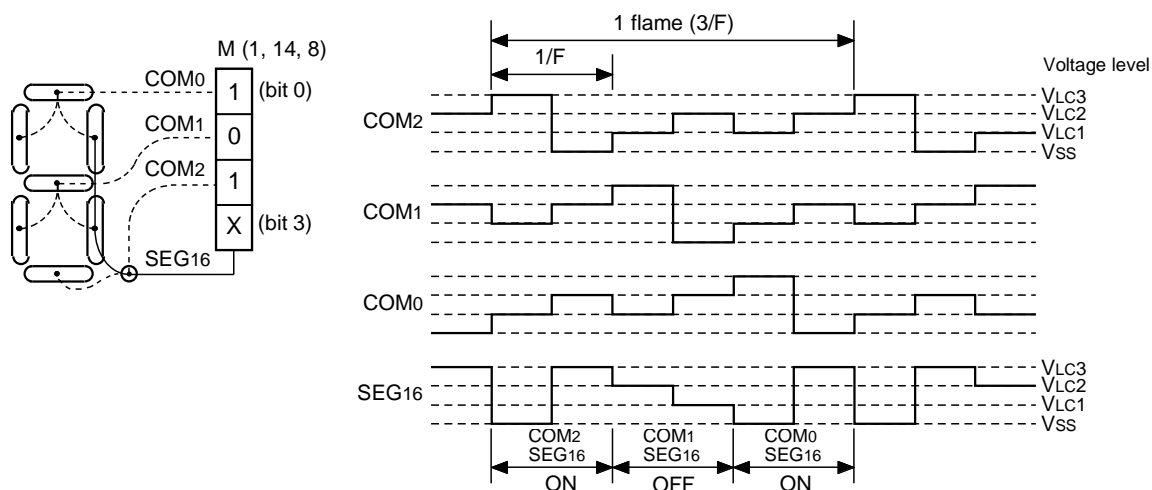 1 flame (3/F)
1/F
M (1, 14, 8)
Voltage level
COM0
1
(bit 0)
COM1
0
COM2
1
X
(bit 3)
SEG16
COM2
VLC3
VLC2
VLC1
VSS
COM1
COM0
SEG16
VLC3
VLC2
VLC1
VSS
COM2
SEG16
COM1
SEG16
COM0
SEG16
ON
OFF
ON